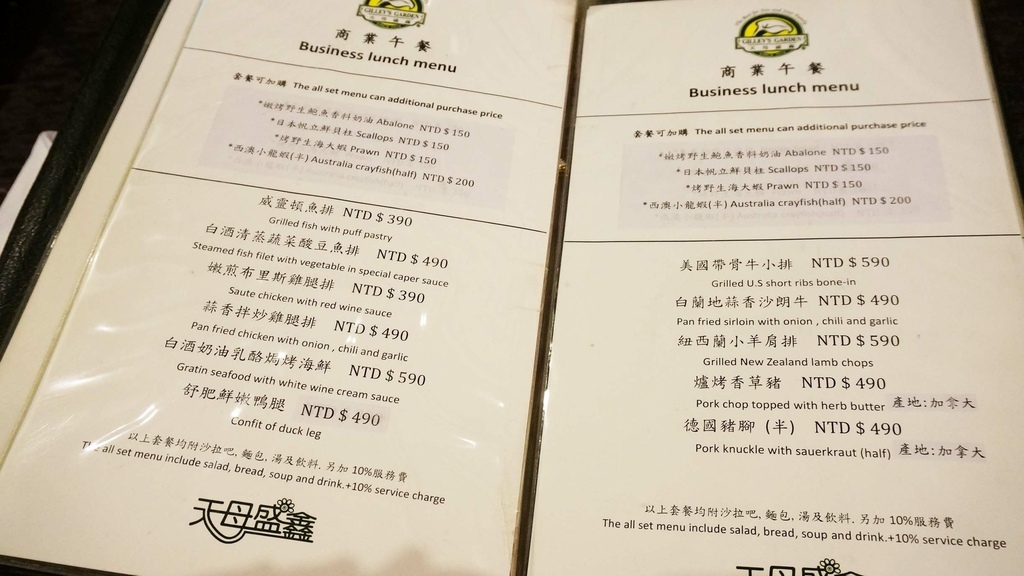 GILLEY'S GARDEN
天母盛鑫
商業午餐
Business lunch menu
套餐可加購 The all set menu can additional purchase price
*嫩烤野生鮑魚香料奶油 Abalone NTD $ 150
*日本帆立鮮貝柱 Scallops NTD $ 150
*烤野生海大蝦 Prawn NTD $ 150
*西澳小龍蝦(半) Australia crayfish(half) NTD $ 200
威靈頓魚排 NTD $ 390
Grilled fish with puff pastry
白酒清蒸蔬菜酸豆魚排 NTD $ 490
Steamed fish filet with vegetable in special caper sauce
嫩煎布里斯雞腿排 NTD $ 390
Saute chicken with red wine sauce
蒜香拌炒雞腿排 NTD $ 490
Pan fried chicken with onion , chili and garlic
白酒奶油乳酪焗烤海鮮 NTD $ 590
Gratin seafood with white wine cream sauce
舒肥鮮嫩鴨腿 NTD $ 490
Confit of duck leg
以上套餐均附沙拉吧, 麵包, 湯及飲料. 另加 10%服務費
The all set menu include salad, bread, soup and drink.+10% service charge
天母盛鑫
GILLEY'S GARDEN
天母盛鑫
商業午餐
Business lunch menu
套餐可加購 The all set menu can additional purchase price
*嫩烤野生鮑魚香料奶油 Abalone NTD $ 150
*日本帆立鮮貝柱 Scallops NTD $ 150
*烤野生海大蝦 Prawn NTD $ 150
*西澳小龍蝦(半) Australia crayfish(half) NTD $ 200
美國帶骨牛小排 NTD $ 590
Grilled U.S short ribs bone-in
白蘭地蒜香沙朗牛 NTD $ 490
Pan fried sirloin with onion , chili and garlic
紐西蘭小羊肩排 NTD $ 590
Grilled New Zealand lamb chops
爐烤香草豬 NTD $ 490
Pork chop topped with herb butter 產地:加拿大
德國豬腳 (半) NTD $ 490
Pork knuckle with sauerkraut (half) 產地:加拿大
以上套餐均附沙拉吧, 麵包, 湯及飲料. 另加 10%服務費
The all set menu include salad, bread, soup and drink.+10% service charge
天母盛鑫